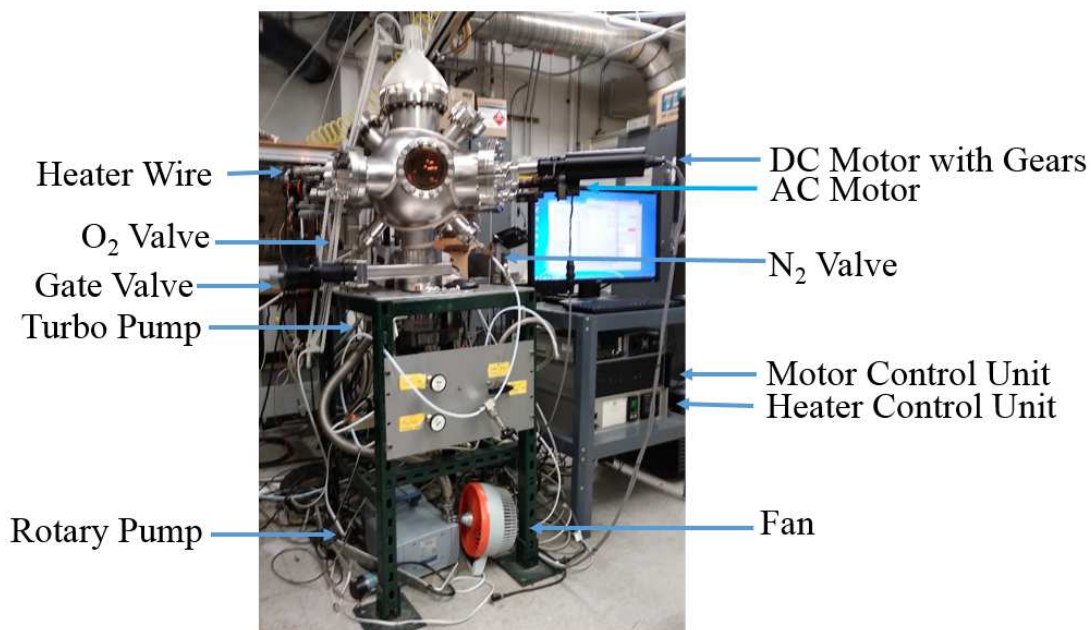 Heater Wire
O₂ Valve
Gate Valve
Turbo Pump
Rotary Pump
DC Motor with Gears
AC Motor
N₂ Valve
Motor Control Unit
Heater Control Unit
Fan